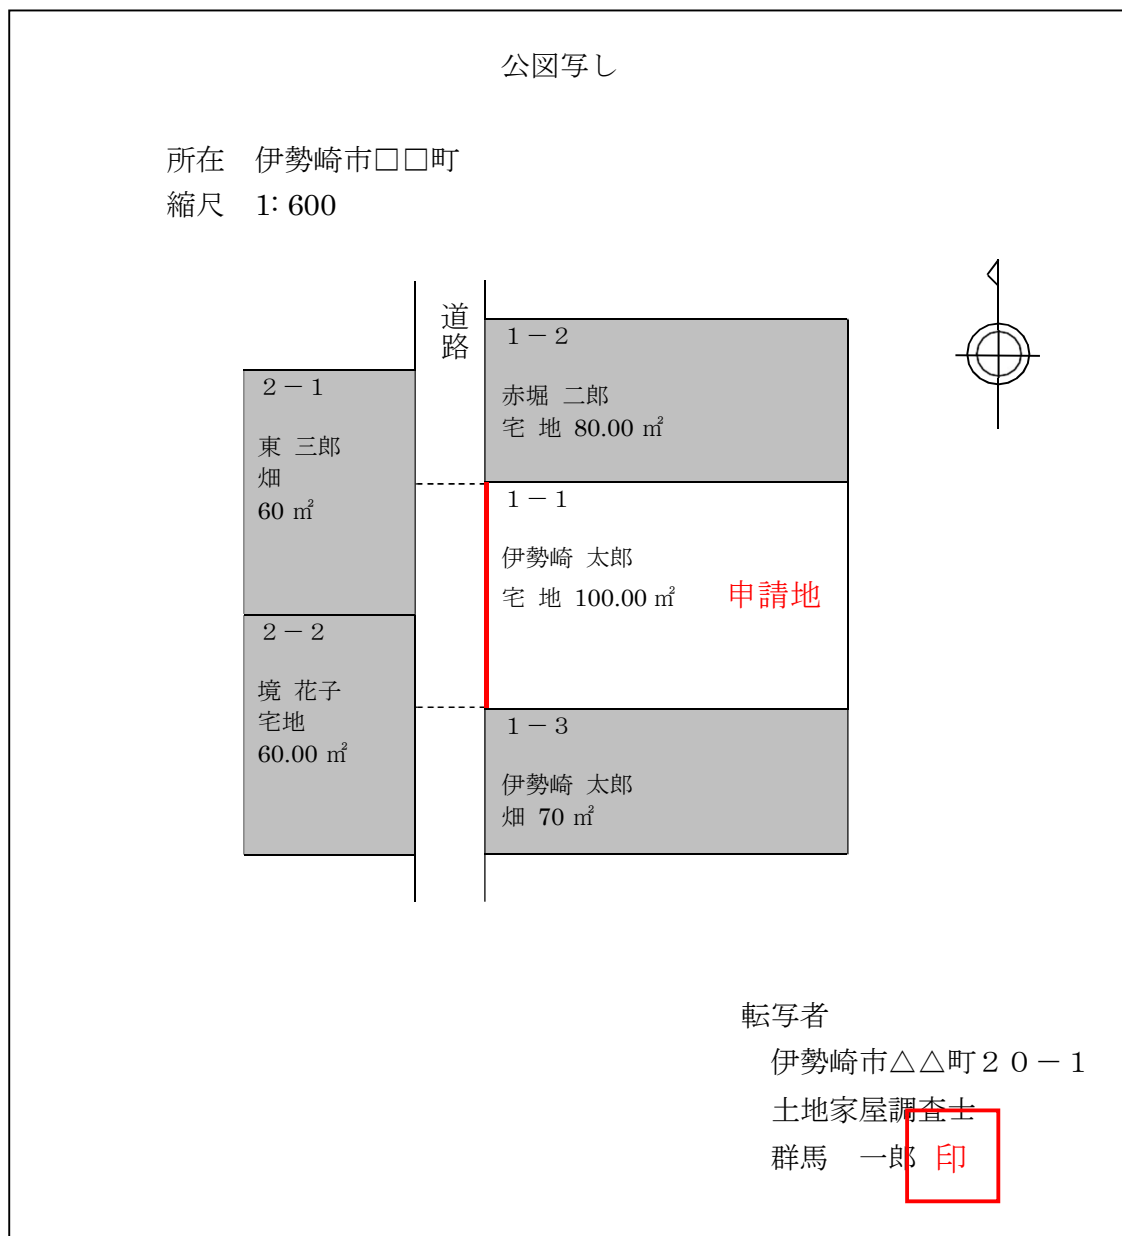 公図写し
所在　伊勢崎市□□町
縮尺　1: 600
道路
１－２
赤堀 二郎
宅 地 80.00 ㎡
２－１
東 三郎
畑
60 ㎡
１－１
伊勢崎 太郎
宅 地 100.00 ㎡
申請地
２－２
境 花子
宅地
60.00 ㎡
１－３
伊勢崎 太郎
畑 70 ㎡
転写者
伊勢崎市△△町２０－１
土地家屋調査士
群馬　一郎 印